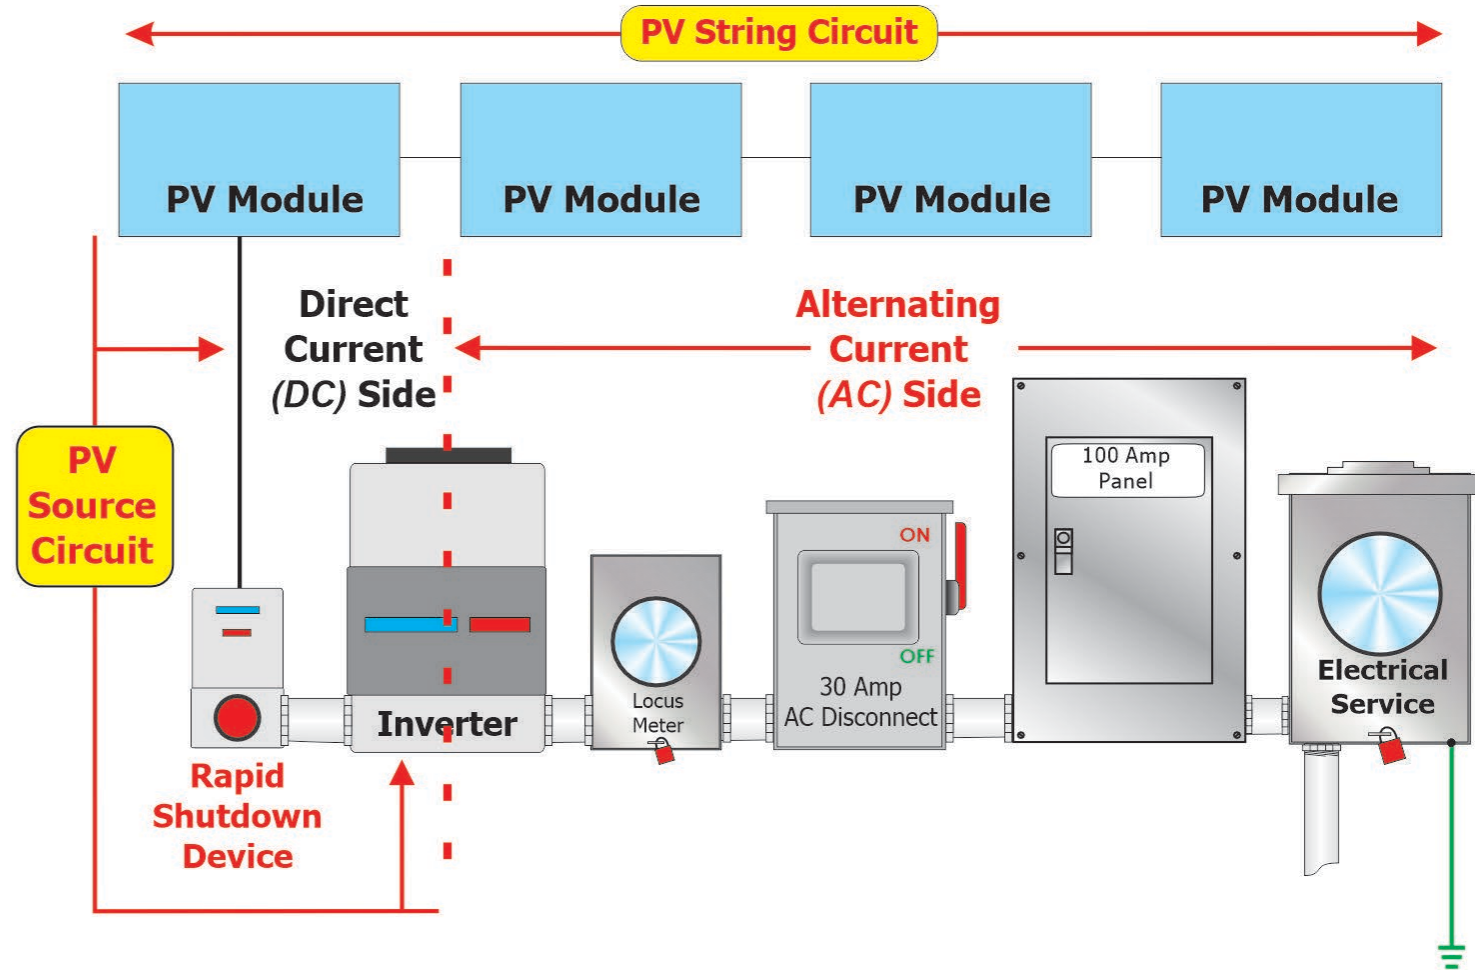 PV String Circuit
PV Module
PV Module
PV Module
PV Module
Direct
Current
(DC) Side
Alternating
Current
(AC) Side
PV
Source
Circuit
100 Amp
Panel
ON
OFF
30 Amp
AC Disconnect
Locus
Meter
Inverter
Electrical
Service
Rapid
Shutdown
Device